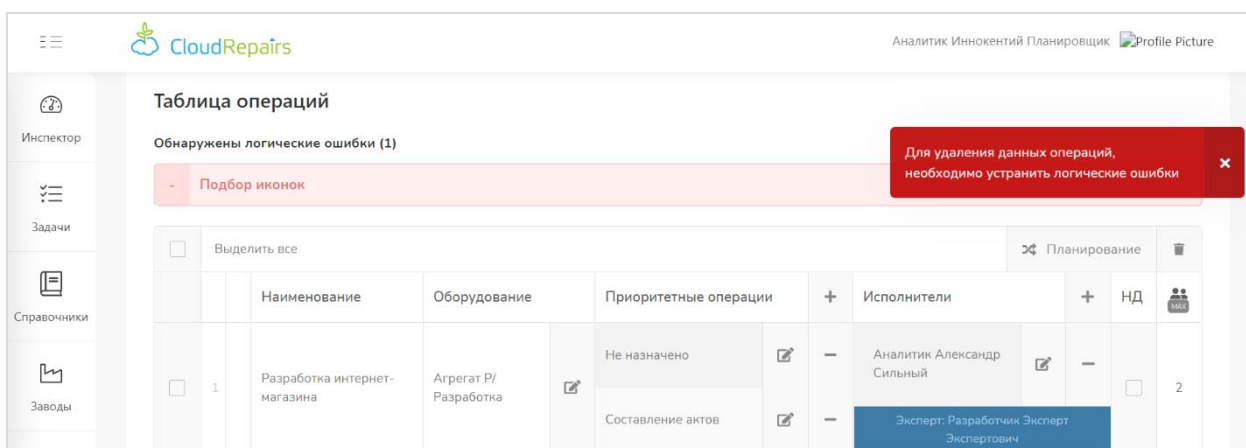 CloudRepairs
Аналитик Иннокентий Планировщик Profile Picture
Инспектор
Задачи
Справочники
Заводы
Таблица операций
Обнаружены логические ошибки (1)
- Подбор иконок
Для удаления данных операций,
необходимо устранить логические ошибки
×
Выделить все
Планирование
Наименование
Оборудование
Приоритетные операции
+
Исполнители
+
НД
MAX
1
Разработка интернет-
магазина
Агрегат Р/
Разработка
Не назначено
−
Составление актов
−
Аналитик Александр
Сильный
−
Эксперт: Разработчик Эксперт
Экспертович
2